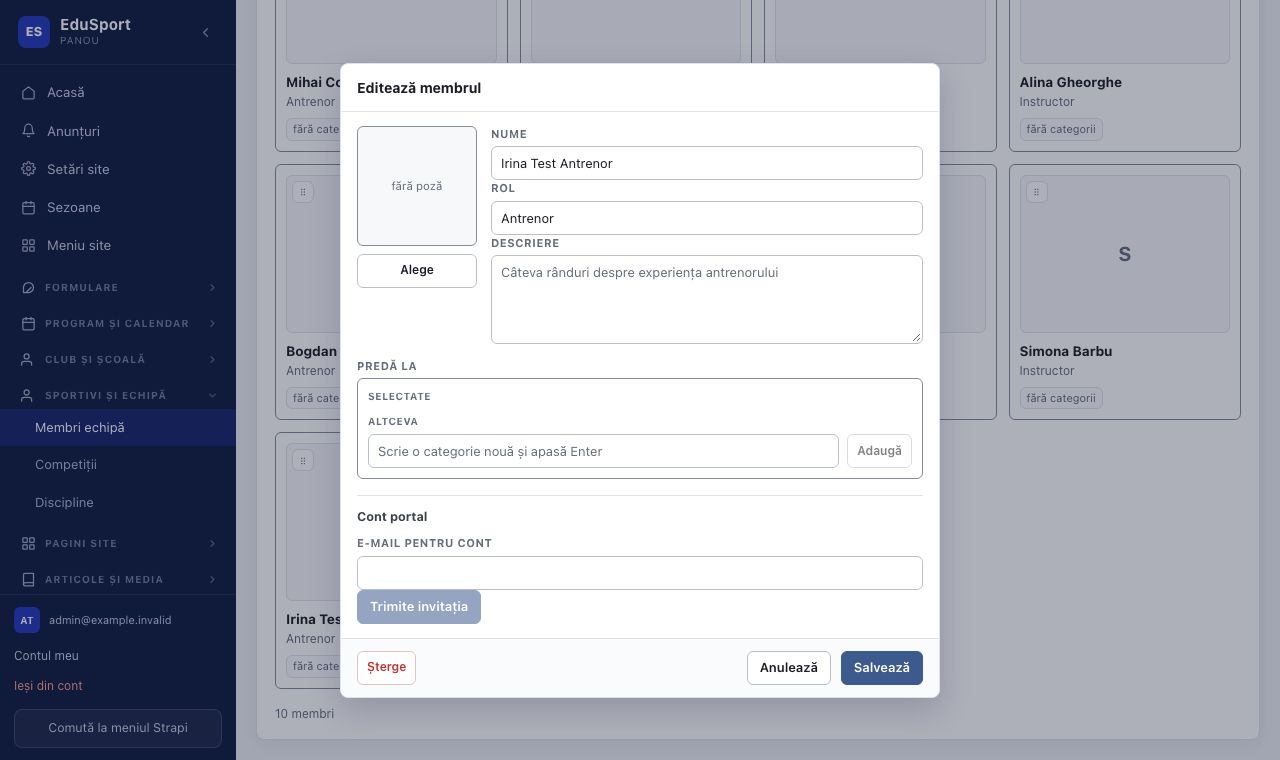 ES
EduSport
PANOU
Acasă
Anunțuri
Setări site
Sezoane
Meniu site
FORMULARE
PROGRAM ȘI CALENDAR
CLUB ȘI ȘCOALĂ
SPORTIVI ȘI ECHIPĂ
Membri echipă
Competiții
Discipline
PAGINI SITE
ARTICOLE ȘI MEDIA
AT
admin@example.invalid
Contul meu
Ieși din cont
Comută la meniul Strapi
Mihai
Antrenor
fără
Alina Gheorghe
Instructor
fără categorii
Bogdan
Antrenor
fără
S
Simona Barbu
Instructor
fără categorii
Irina
Antrenor
fără
10 membri
Editează membrul
fără poză
Alege
NUME
Irina Test Antrenor
ROL
Antrenor
DESCRIERE
Câteva rânduri despre experiența antrenorului
PREDĂ LA
SELECTATE
ALTCEVA
Scrie o categorie nouă și apasă Enter
Adaugă
Cont portal
E-MAIL PENTRU CONT
Trimite invitația
Șterge
Anulează
Salvează